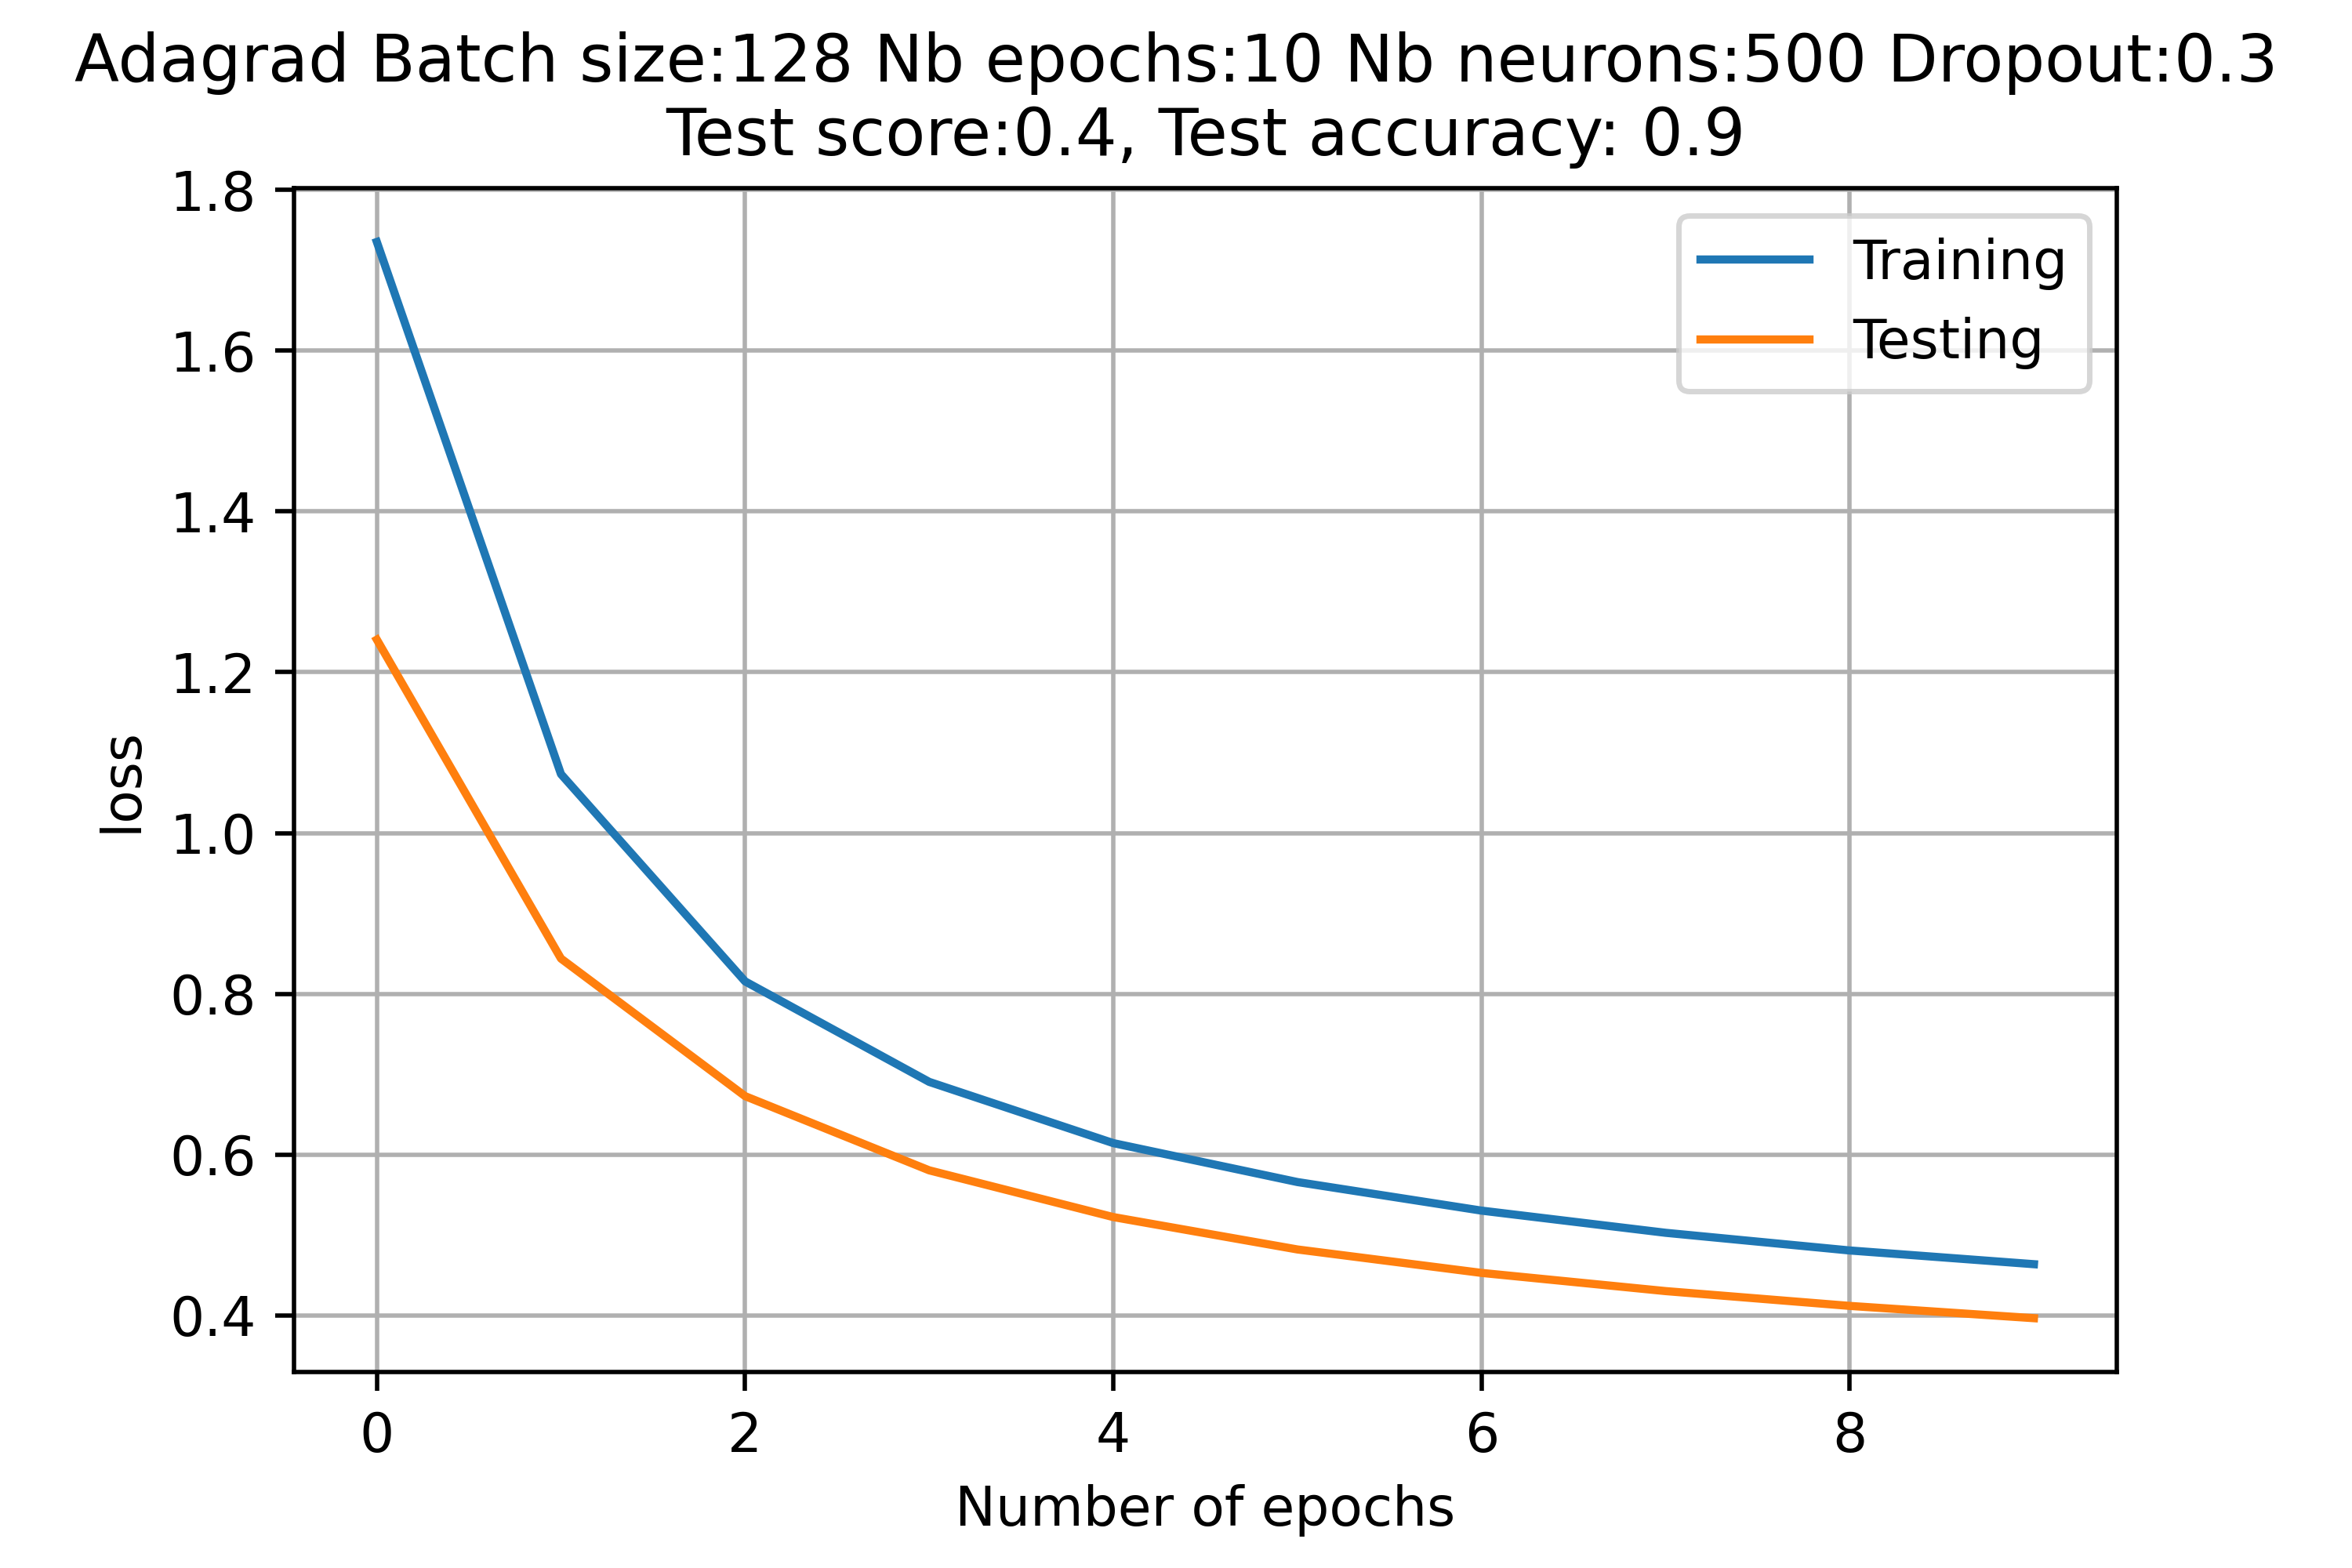 Adagrad Batch size:128 Nb epochs:10 Nb neurons:500 Dropout:0.3
Test score:0.4, Test accuracy: 0.9
1.8
1.6
1.4
1.2
1.0
0.8
0.6
0.4
loss
Training
Testing
0 2 4 6 8
Number of epochs